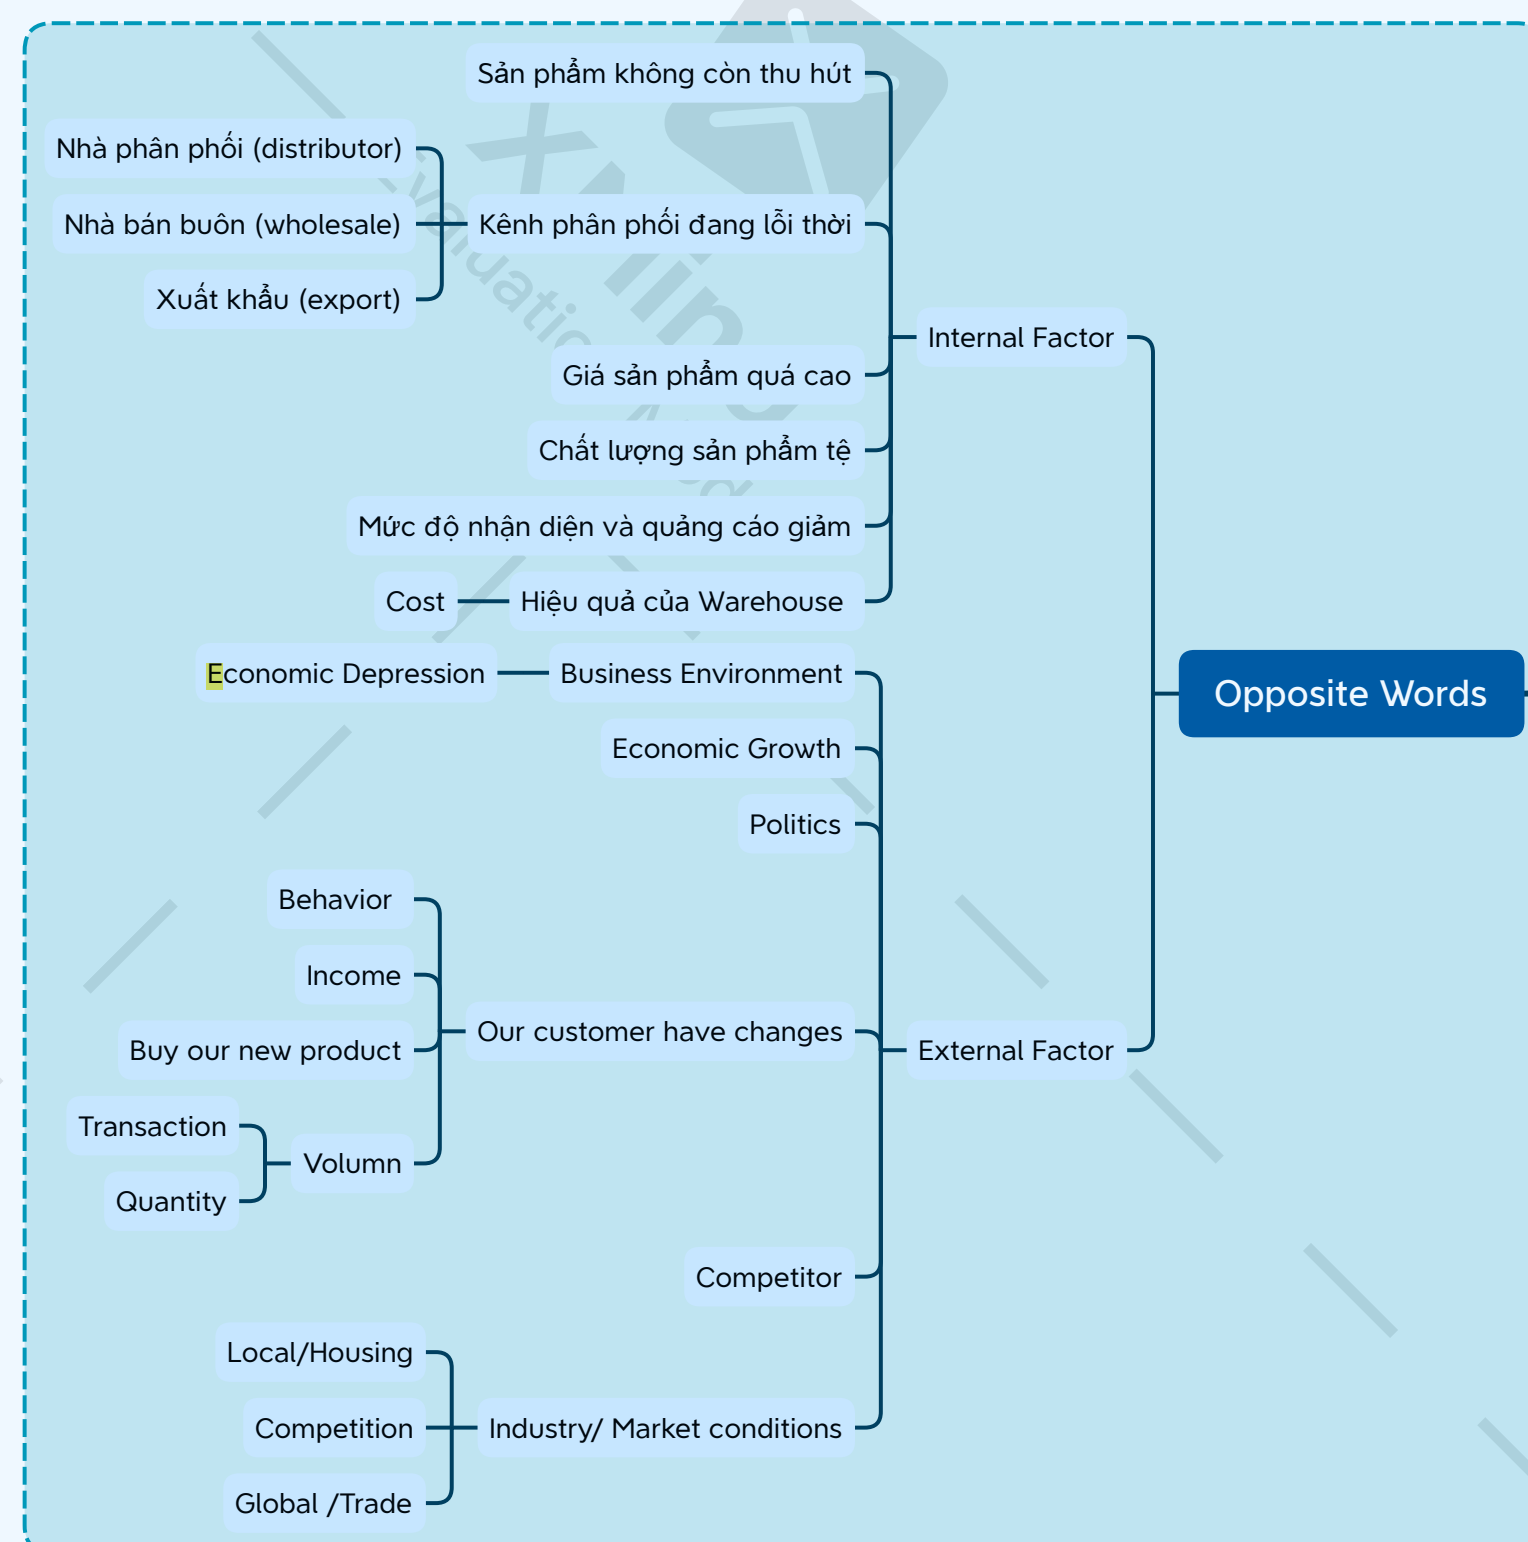 Sản phẩm không còn thu hút
Nhà phân phối (distributor)
Nhà bán buôn (wholesale)
Kênh phân phối đang lỗi thời
Xuất khẩu (export)
Internal Factor
Giá sản phẩm quá cao
Chất lượng sản phẩm tệ
Mức độ nhận diện và quảng cáo giảm
Cost
Hiệu quả của Warehouse
Economic Depression
Business Environment
Opposite Words
Economic Growth
Politics
Behavior
Income
Our customer have changes
Buy our new product
External Factor
Transaction
Volumn
Quantity
Competitor
Local/Housing
Competition
Industry/ Market conditions
Global /Trade